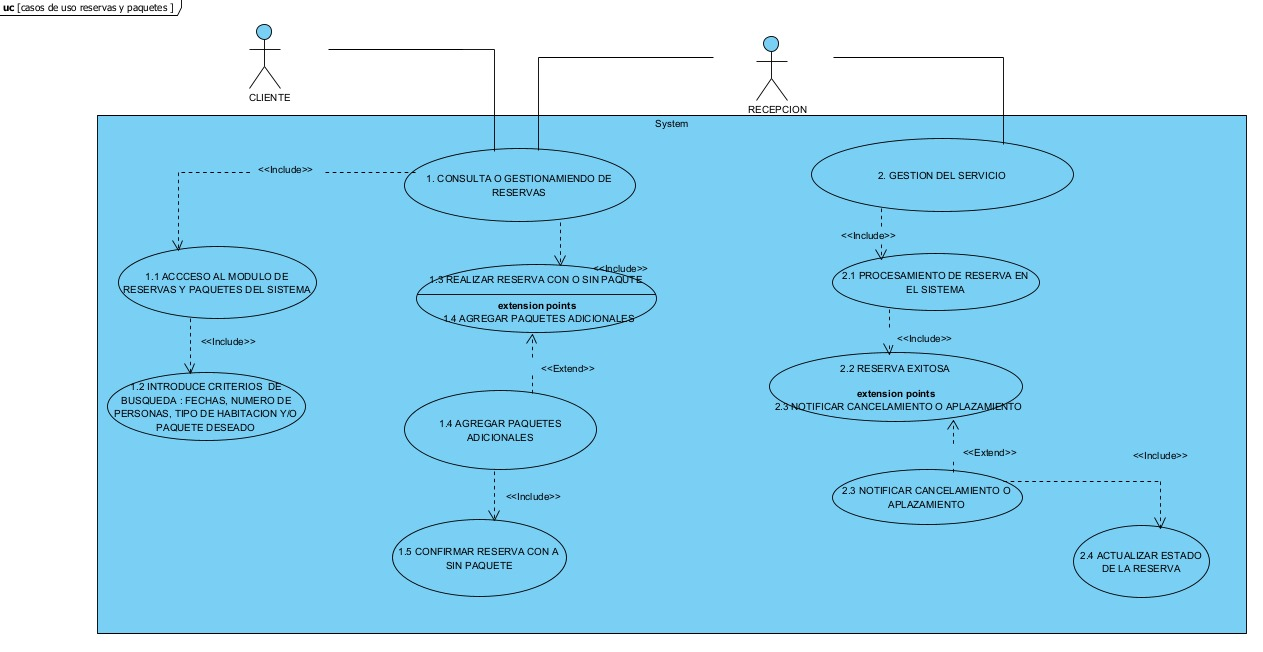 uc [casos de uso reservas y paquetes ]
CLIENTE
RECEPCION
System
<<Include>>
1. CONSULTA O GESTIONAMIENDO DE
RESERVAS
2. GESTION DEL SERVICIO
<<Include>>
1.1 ACCCESO AL MODULO DE
RESERVAS Y PAQUETES DEL SISTEMA
<<Include>>
1.3 REALIZAR RESERVA CON O SIN PAQUTE
extension points
1.4 AGREGAR PAQUETES ADICIONALES
2.1 PROCESAMIENTO DE RESERVA EN
EL SISTEMA
<<Include>>
<<Include>>
1.2 INTRODUCE CRITERIOS  DE
BUSQUEDA : FECHAS, NUMERO DE
PERSONAS, TIPO DE HABITACION Y/O
PAQUETE DESEADO
<<Extend>>
2.2 RESERVA EXITOSA
extension points
2.3 NOTIFICAR CANCELAMIENTO O APLAZAMIENTO
1.4 AGREGAR PAQUETES
ADICIONALES
<<Extend>>
<<Include>>
<<Include>>
2.3 NOTIFICAR CANCELAMIENTO O
APLAZAMIENTO
1.5 CONFIRMAR RESERVA CON A
SIN PAQUETE
2.4 ACTUALIZAR ESTADO
DE LA RESERVA